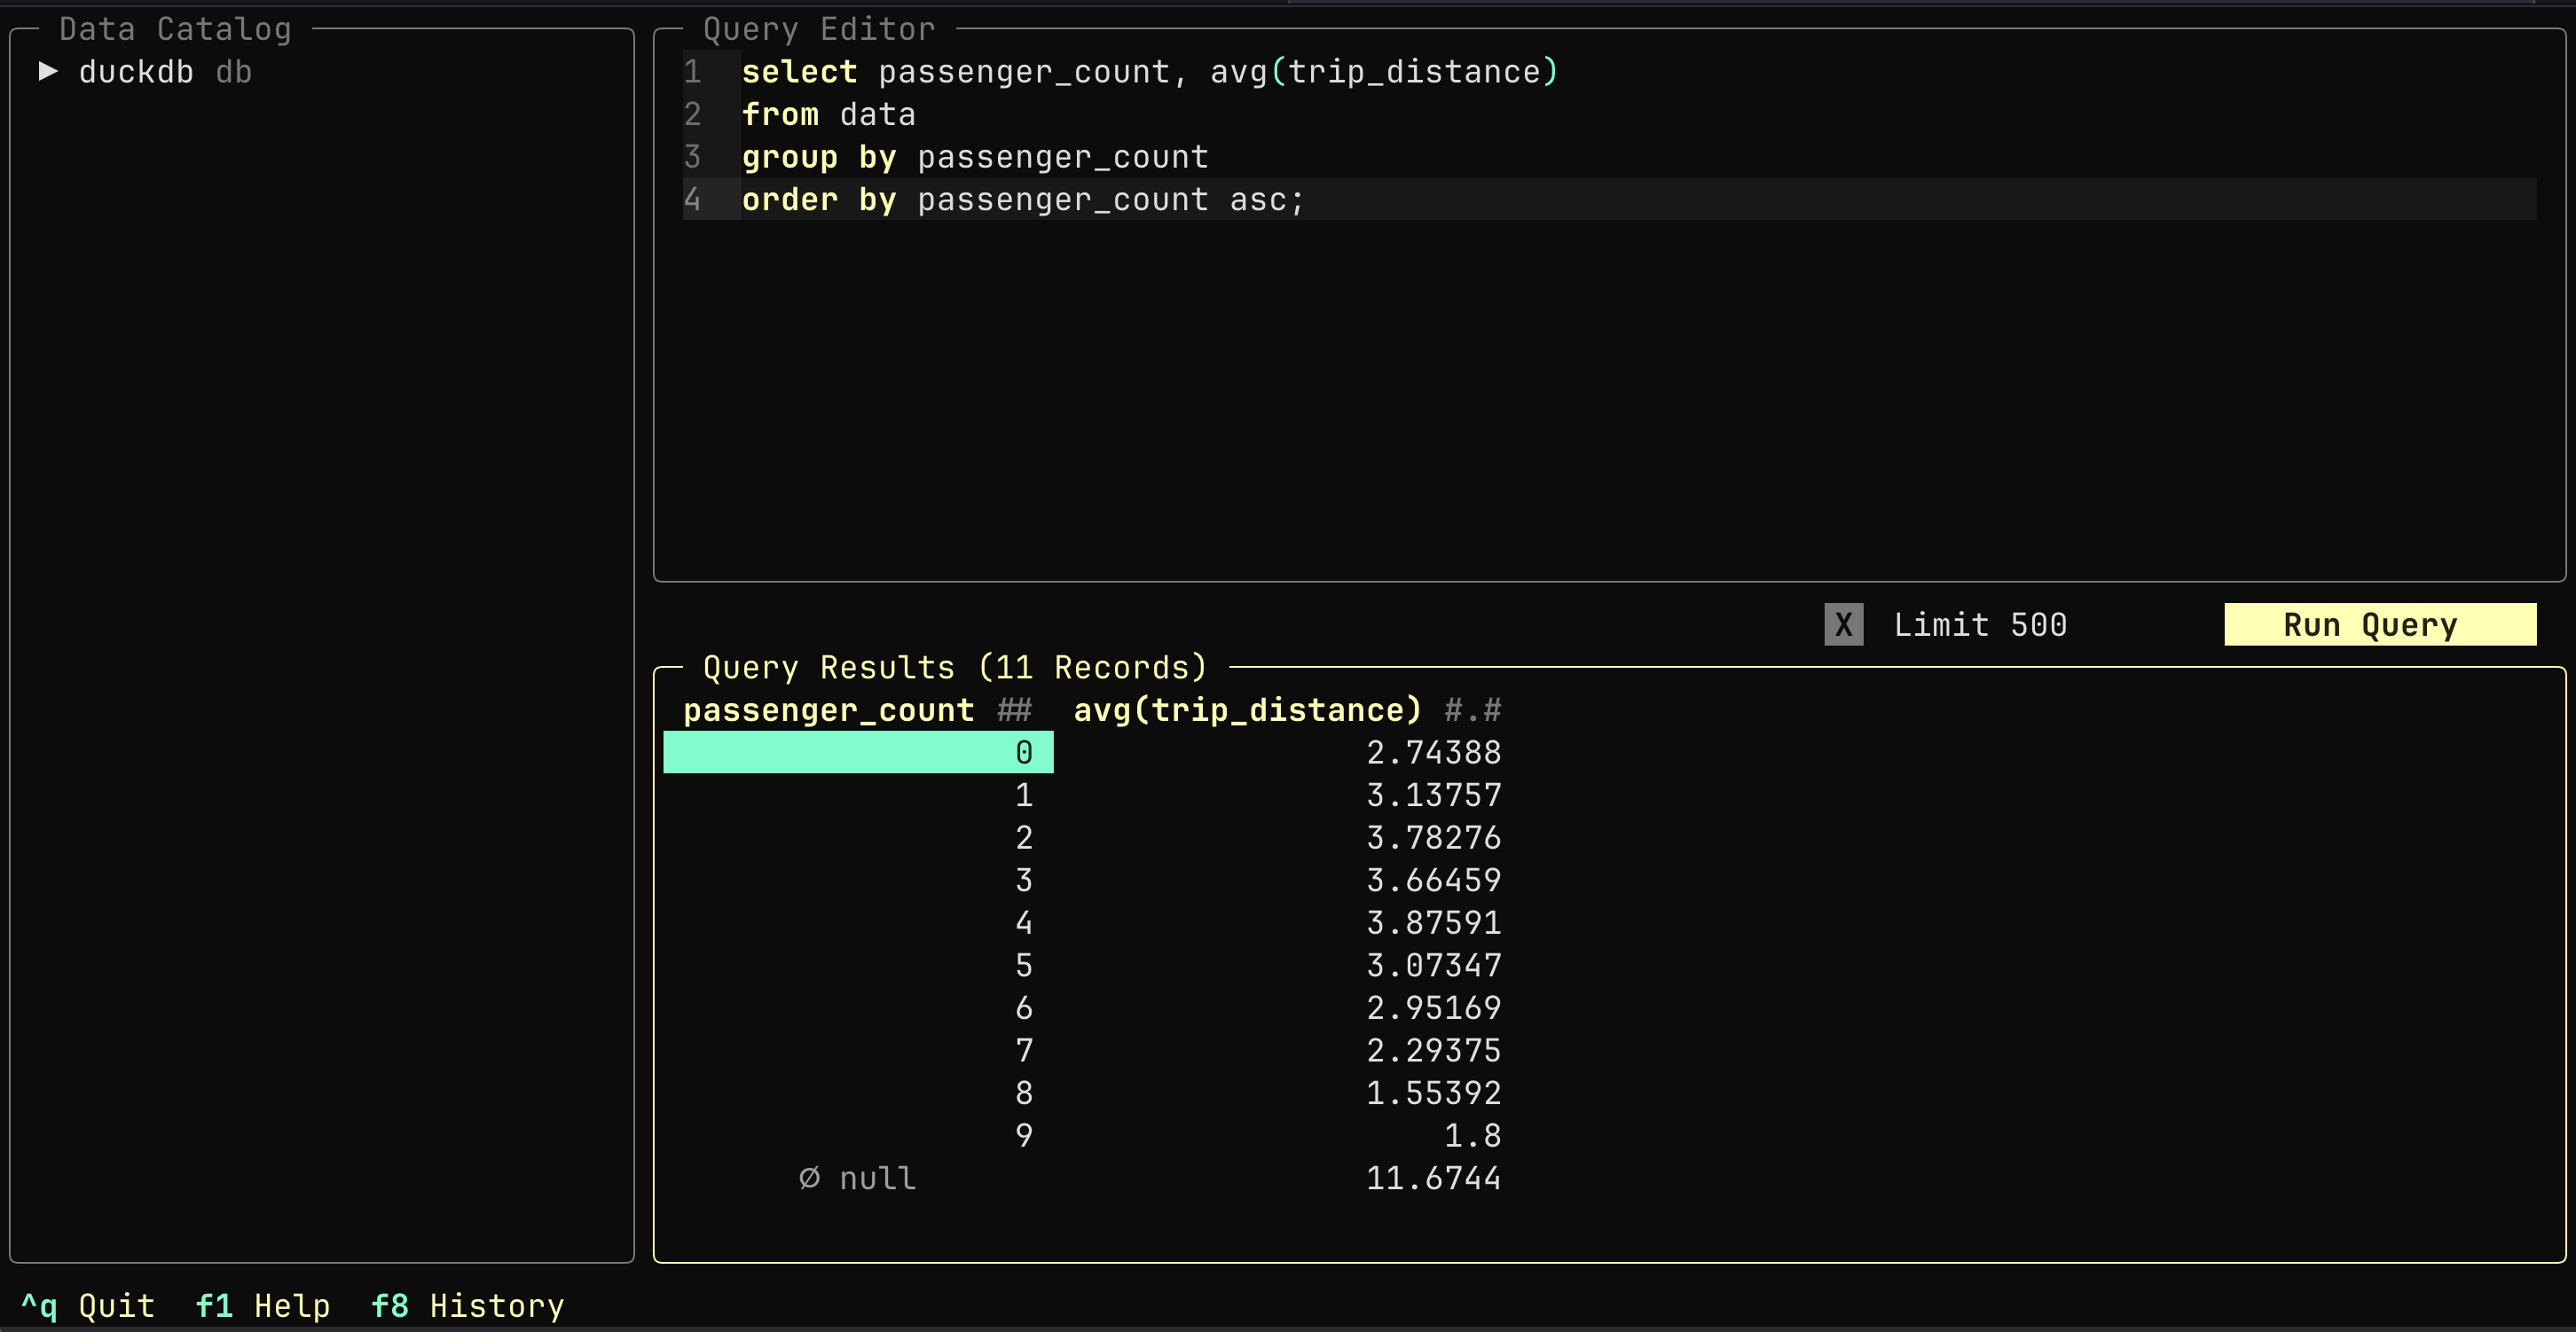 Data Catalog
▶ duckdb db
Query Editor
1 select passenger_count, avg(trip_distance)
2 from data
3 group by passenger_count
4 order by passenger_count asc;
X Limit 500 Run Query
Query Results (11 Records)
passenger_count ## avg(trip_distance) #.#
0 2.74388
1 3.13757
2 3.78276
3 3.66459
4 3.87591
5 3.07347
6 2.95169
7 2.29375
8 1.55392
9 1.8
∅ null 11.6744
^q Quit f1 Help f8 History